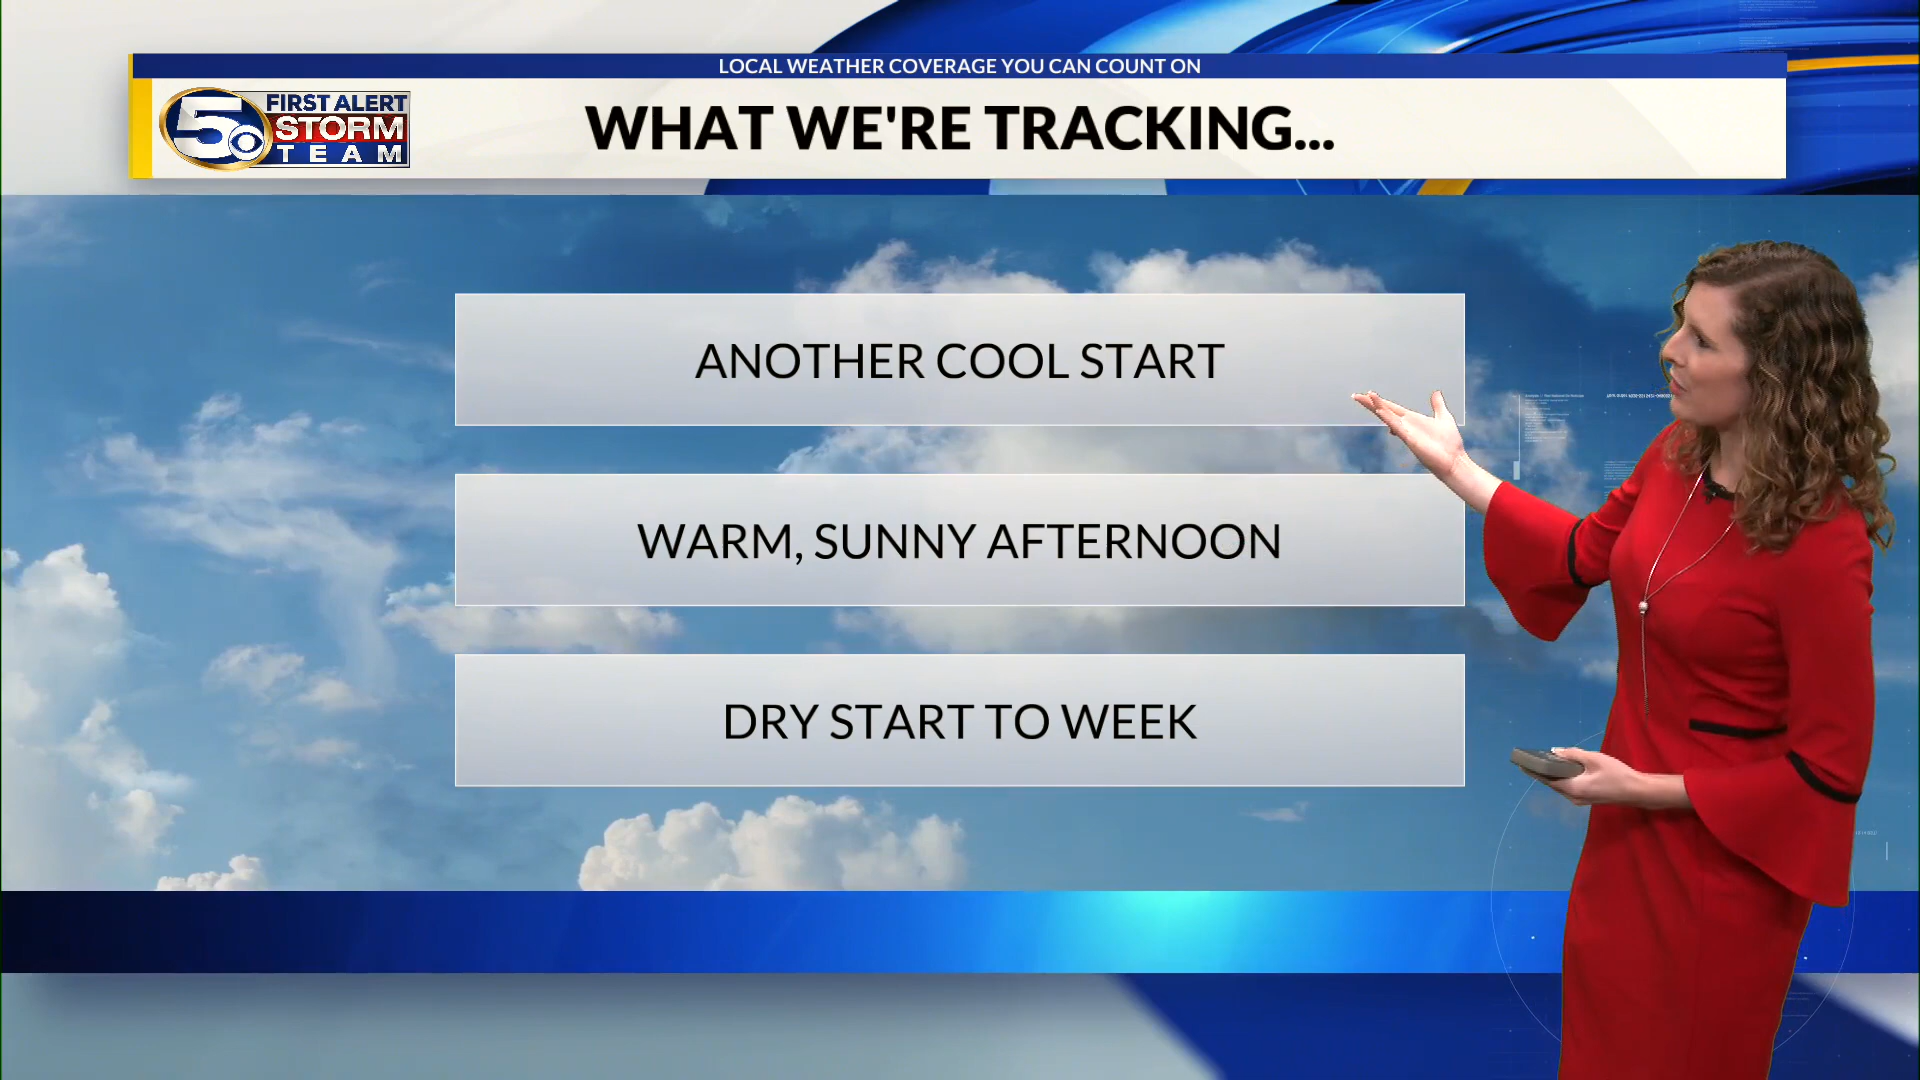 LOCAL WEATHER COVERAGE YOU CAN COUNT ON
5 FIRST ALERT
STORM
TEAM
WHAT WE'RE TRACKING...
ANOTHER COOL START
WARM, SUNNY AFTERNOON
DRY START TO WEEK